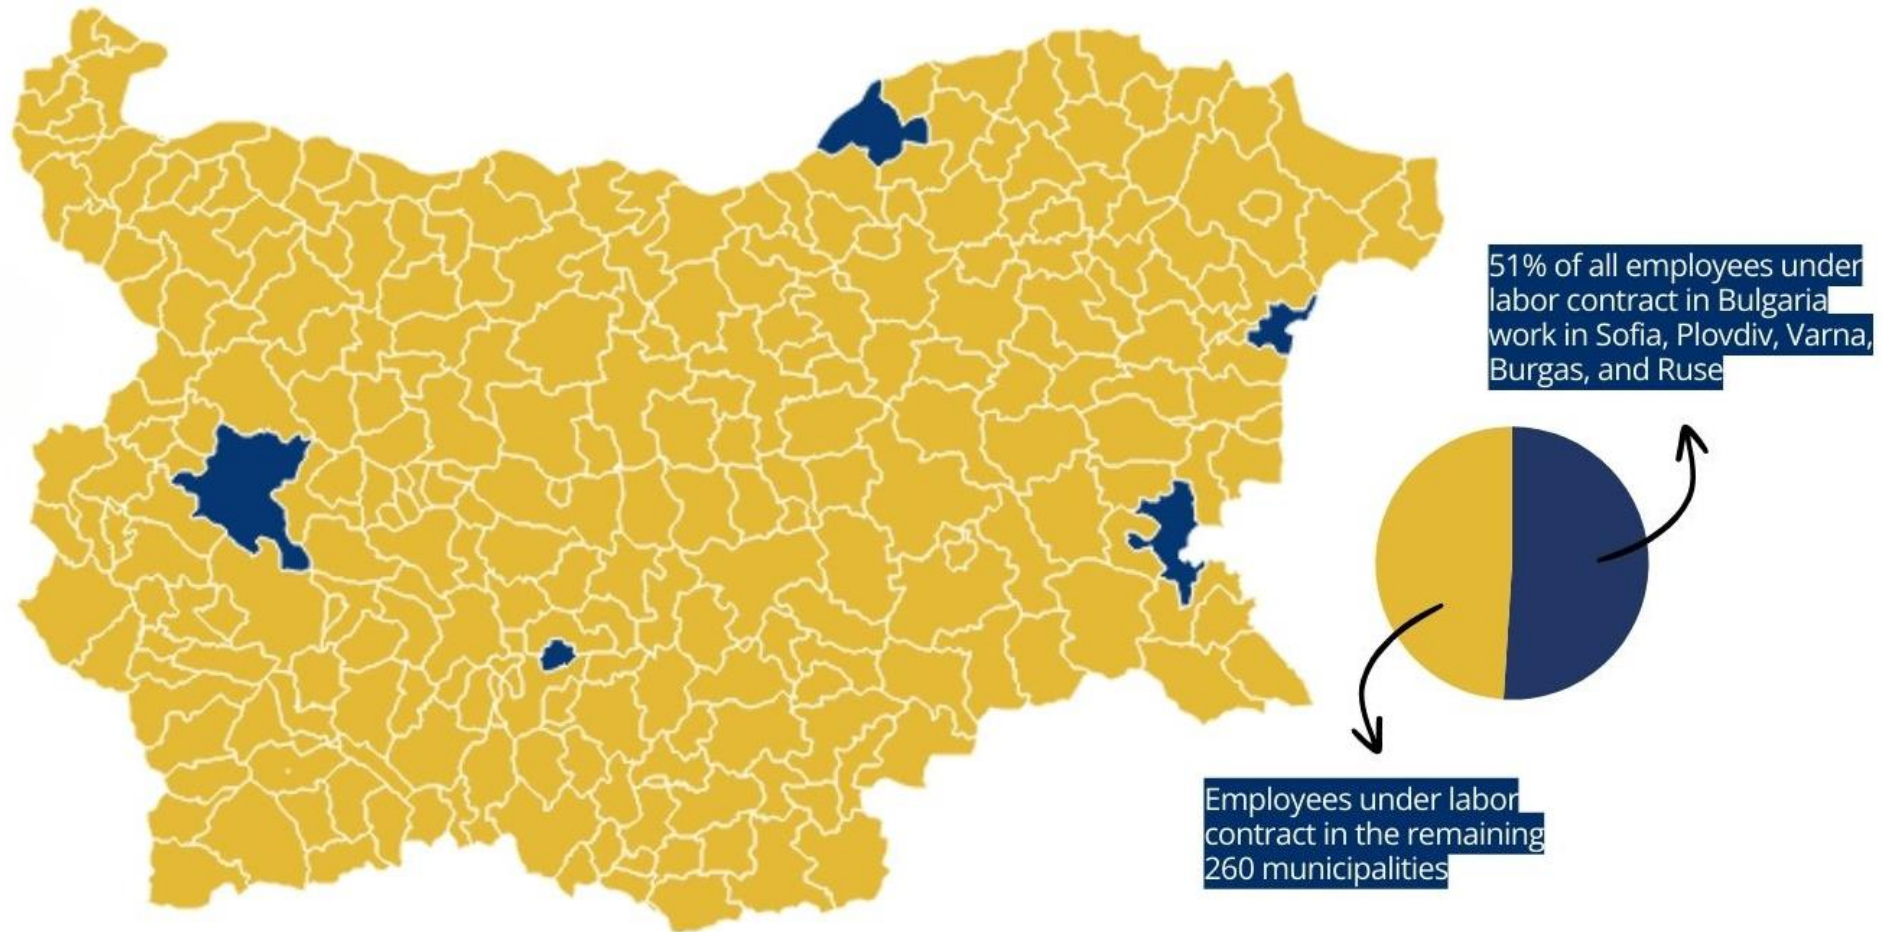 51% of all employees under
labor contract in Bulgaria
work in Sofia, Plovdiv, Varna,
Burgas, and Ruse
Employees under labor
contract in the remaining
260 municipalities